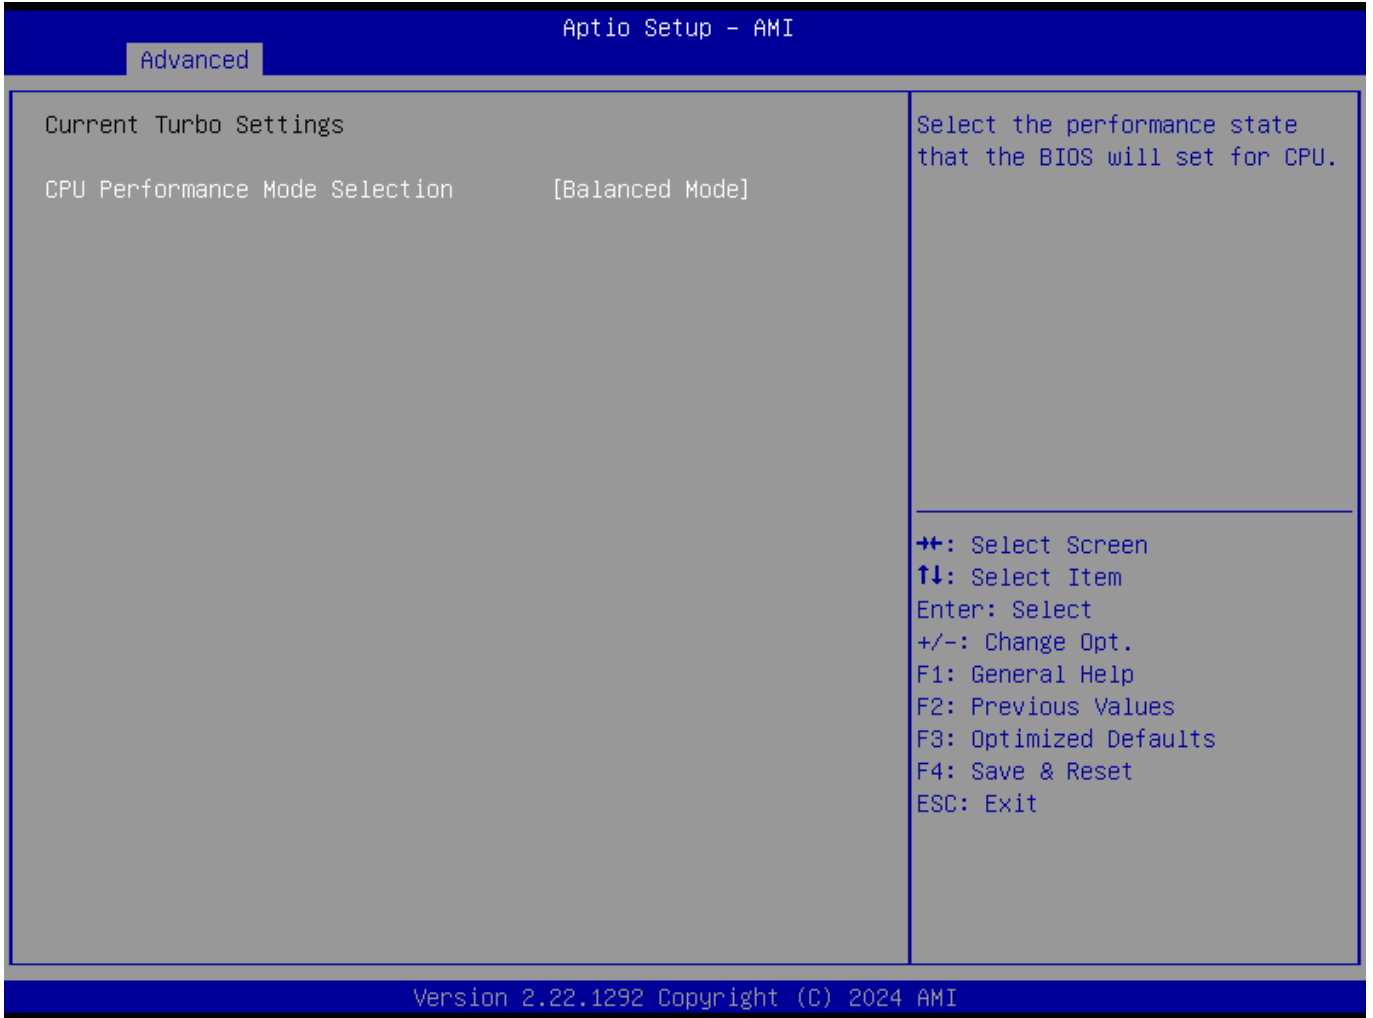 Aptio Setup – AMI
Advanced
Current Turbo Settings
CPU Performance Mode Selection [Balanced Mode]
Select the performance state
that the BIOS will set for CPU.
→←: Select Screen
↑↓: Select Item
Enter: Select
+/-: Change Opt.
F1: General Help
F2: Previous Values
F3: Optimized Defaults
F4: Save & Reset
ESC: Exit
Version 2.22.1292 Copyright (C) 2024 AMI